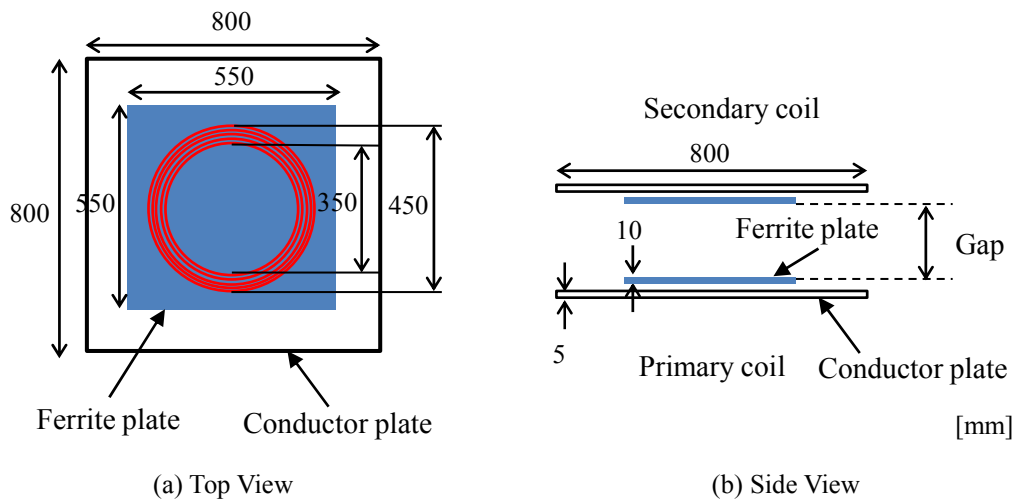 800
550
800
550
350
450
Ferrite plate
Conductor plate
(a) Top View
Secondary coil
800
10
Ferrite plate
Gap
5
Primary coil
Conductor plate
[mm]
(b) Side View